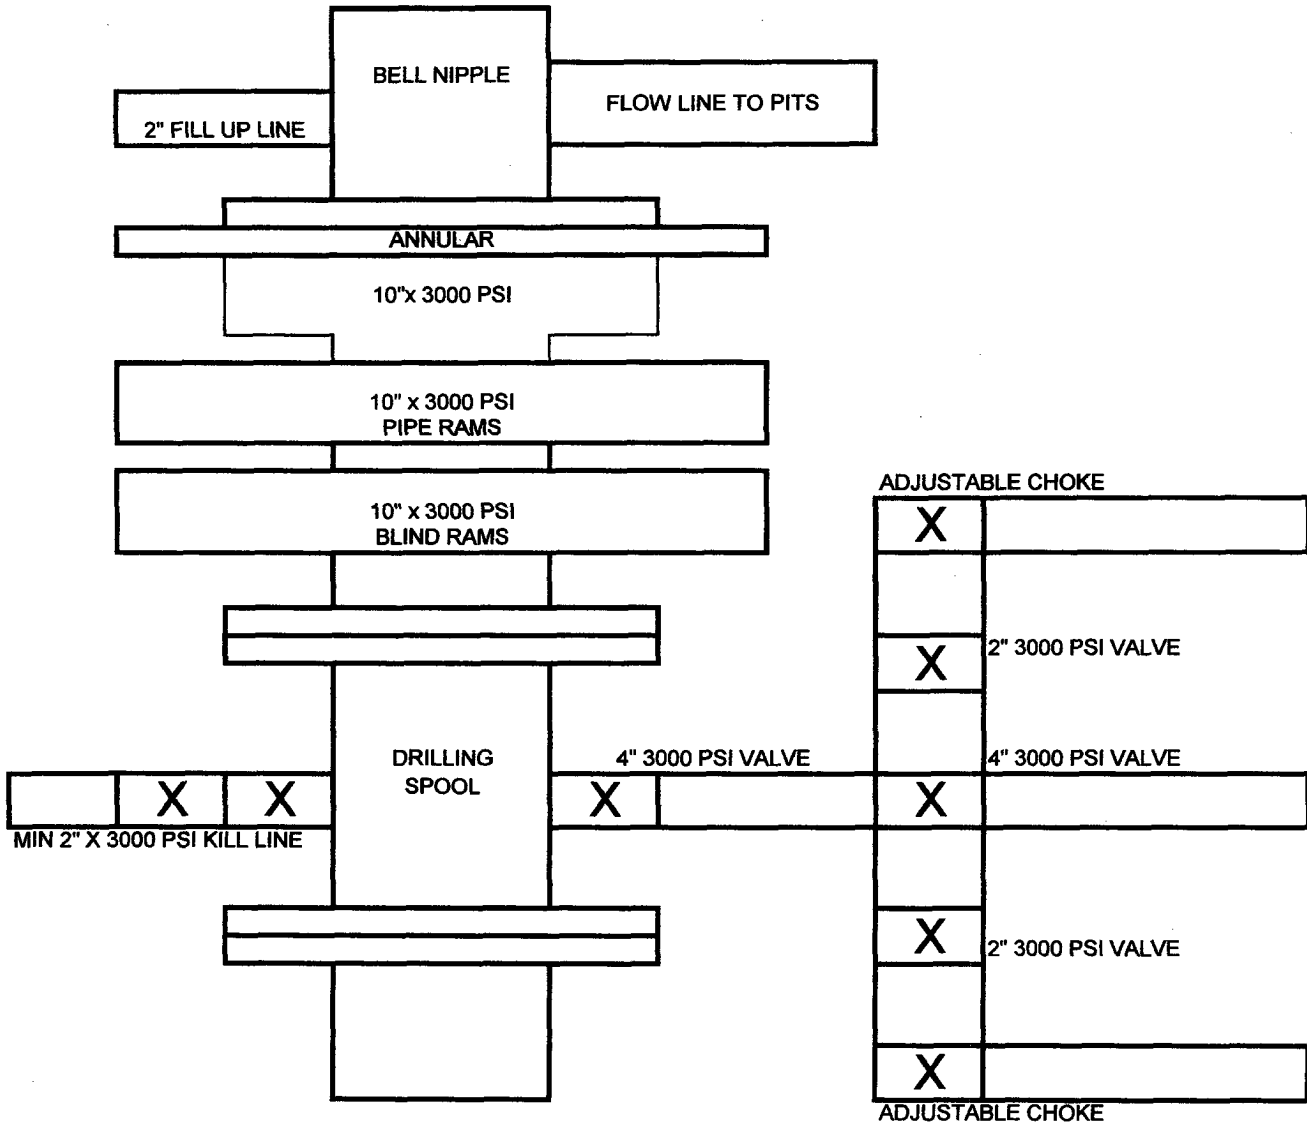 BELL NIPPLE
FLOW LINE TO PITS
2" FILL UP LINE
ANNULAR
10"x 3000 PSI
10" x 3000 PSI
PIPE RAMS
10" x 3000 PSI
BLIND RAMS
ADJUSTABLE CHOKE
X
2" 3000 PSI VALVE
X
DRILLING
SPOOL
4" 3000 PSI VALVE
4" 3000 PSI VALVE
X X X X
MIN 2" X 3000 PSI KILL LINE
X
2" 3000 PSI VALVE
X
ADJUSTABLE CHOKE